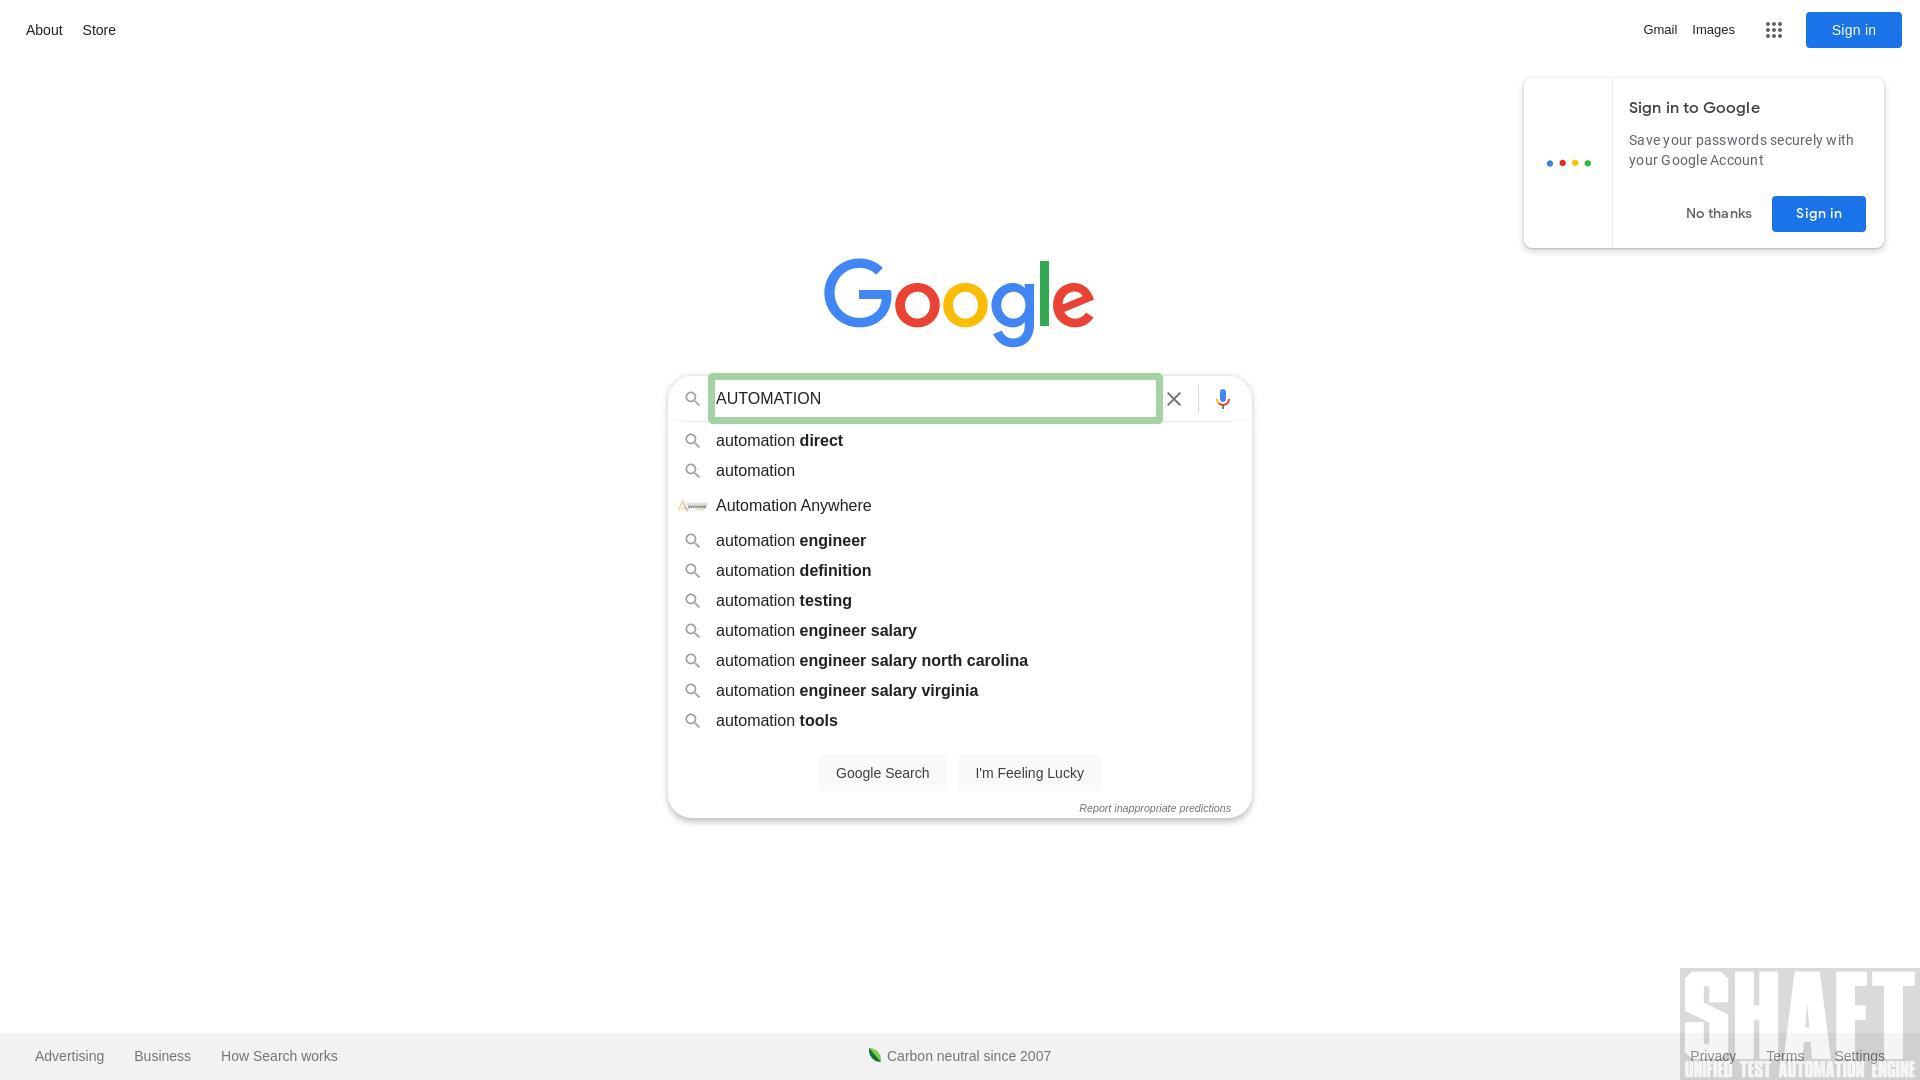 About Store
Gmail Images Sign in
Sign in to Google
Save your passwords securely with
your Google Account
No thanks Sign in
Google
AUTOMATION
automation direct
automation
Automation Anywhere
automation engineer
automation definition
automation testing
automation engineer salary
automation engineer salary north carolina
automation engineer salary virginia
automation tools
Google Search I'm Feeling Lucky
Report inappropriate predictions
SHAFT
Advertising Business How Search works Carbon neutral since 2007 Privacy Terms Settings
UNIFIED TEST AUTOMATION ENGINE